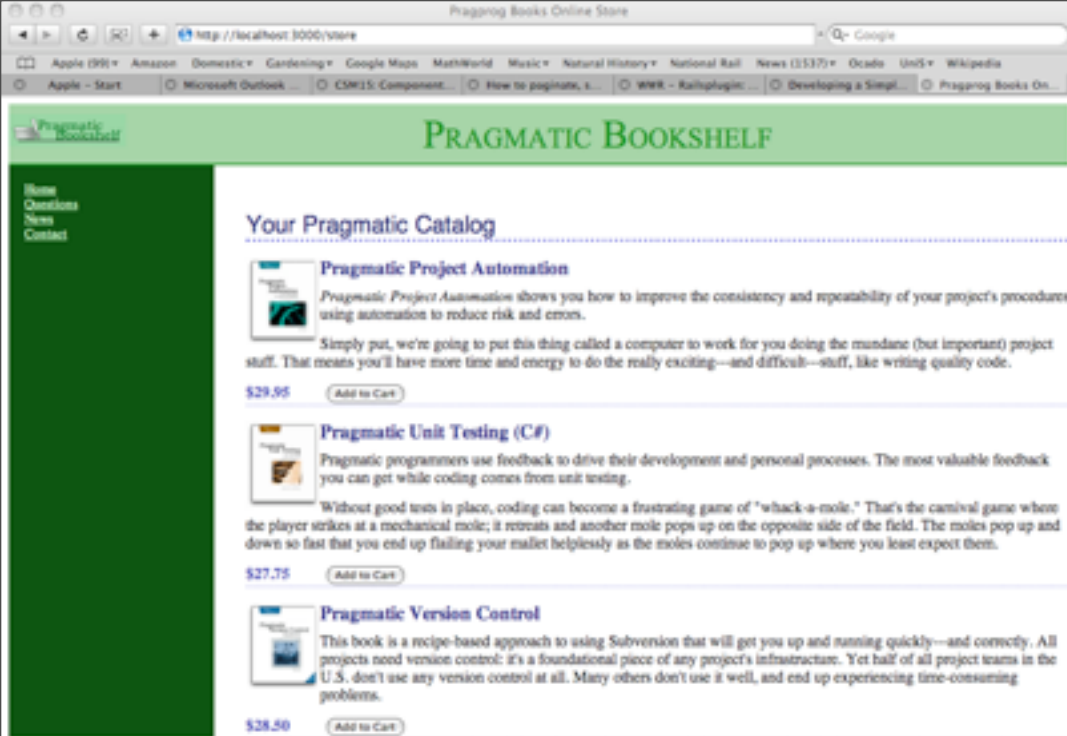 Pragprog Books Online Store
http://localhost:3000/store
Google
Apple (99) Amazon Domestic Gardening Google Maps MathWorld Music Natural History National Rail News (1537) Ocado UniS Wikipedia
Apple – Start Microsoft Outlook ... CSM15: Component... How to paginate, s... WWR – Railsplugin: ... Developing a Simpl... Pragprog Books On...
Pragmatic
Bookshelf
PRAGMATIC BOOKSHELF
Home
Questions
News
Contact
Your Pragmatic Catalog
Pragmatic Project Automation
Pragmatic Project Automation shows you how to improve the consistency and repeatability of your project's procedures
using automation to reduce risk and errors.
Simply put, we're going to put this thing called a computer to work for you doing the mundane (but important) project
stuff. That means you'll have more time and energy to do the really exciting---and difficult---stuff, like writing quality code.
$29.95 Add to Cart
Pragmatic Unit Testing (C#)
Pragmatic programmers use feedback to drive their development and personal processes. The most valuable feedback
you can get while coding comes from unit testing.
Without good tests in place, coding can become a frustrating game of "whack-a-mole." That's the carnival game where
the player strikes at a mechanical mole; it retreats and another mole pops up on the opposite side of the field. The moles pop up and
down so fast that you end up flailing your mallet helplessly as the moles continue to pop up where you least expect them.
$27.75 Add to Cart
Pragmatic Version Control
This book is a recipe-based approach to using Subversion that will get you up and running quickly---and correctly. All
projects need version control: it's a foundational piece of any project's infrastructure. Yet half of all project teams in the
U.S. don't use any version control at all. Many others don't use it well, and end up experiencing time-consuming
problems.
$28.50 Add to Cart